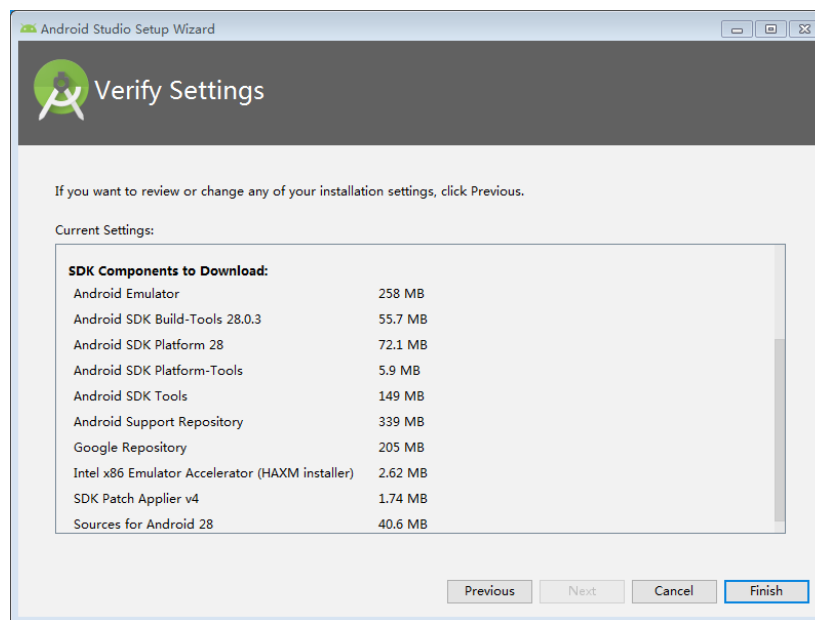 Android Studio Setup Wizard
Verify Settings
If you want to review or change any of your installation settings, click Previous.
Current Settings:
SDK Components to Download:
Android Emulator 258 MB
Android SDK Build-Tools 28.0.3 55.7 MB
Android SDK Platform 28 72.1 MB
Android SDK Platform-Tools 5.9 MB
Android SDK Tools 149 MB
Android Support Repository 339 MB
Google Repository 205 MB
Intel x86 Emulator Accelerator (HAXM installer) 2.62 MB
SDK Patch Applier v4 1.74 MB
Sources for Android 28 40.6 MB
Previous Next Cancel Finish